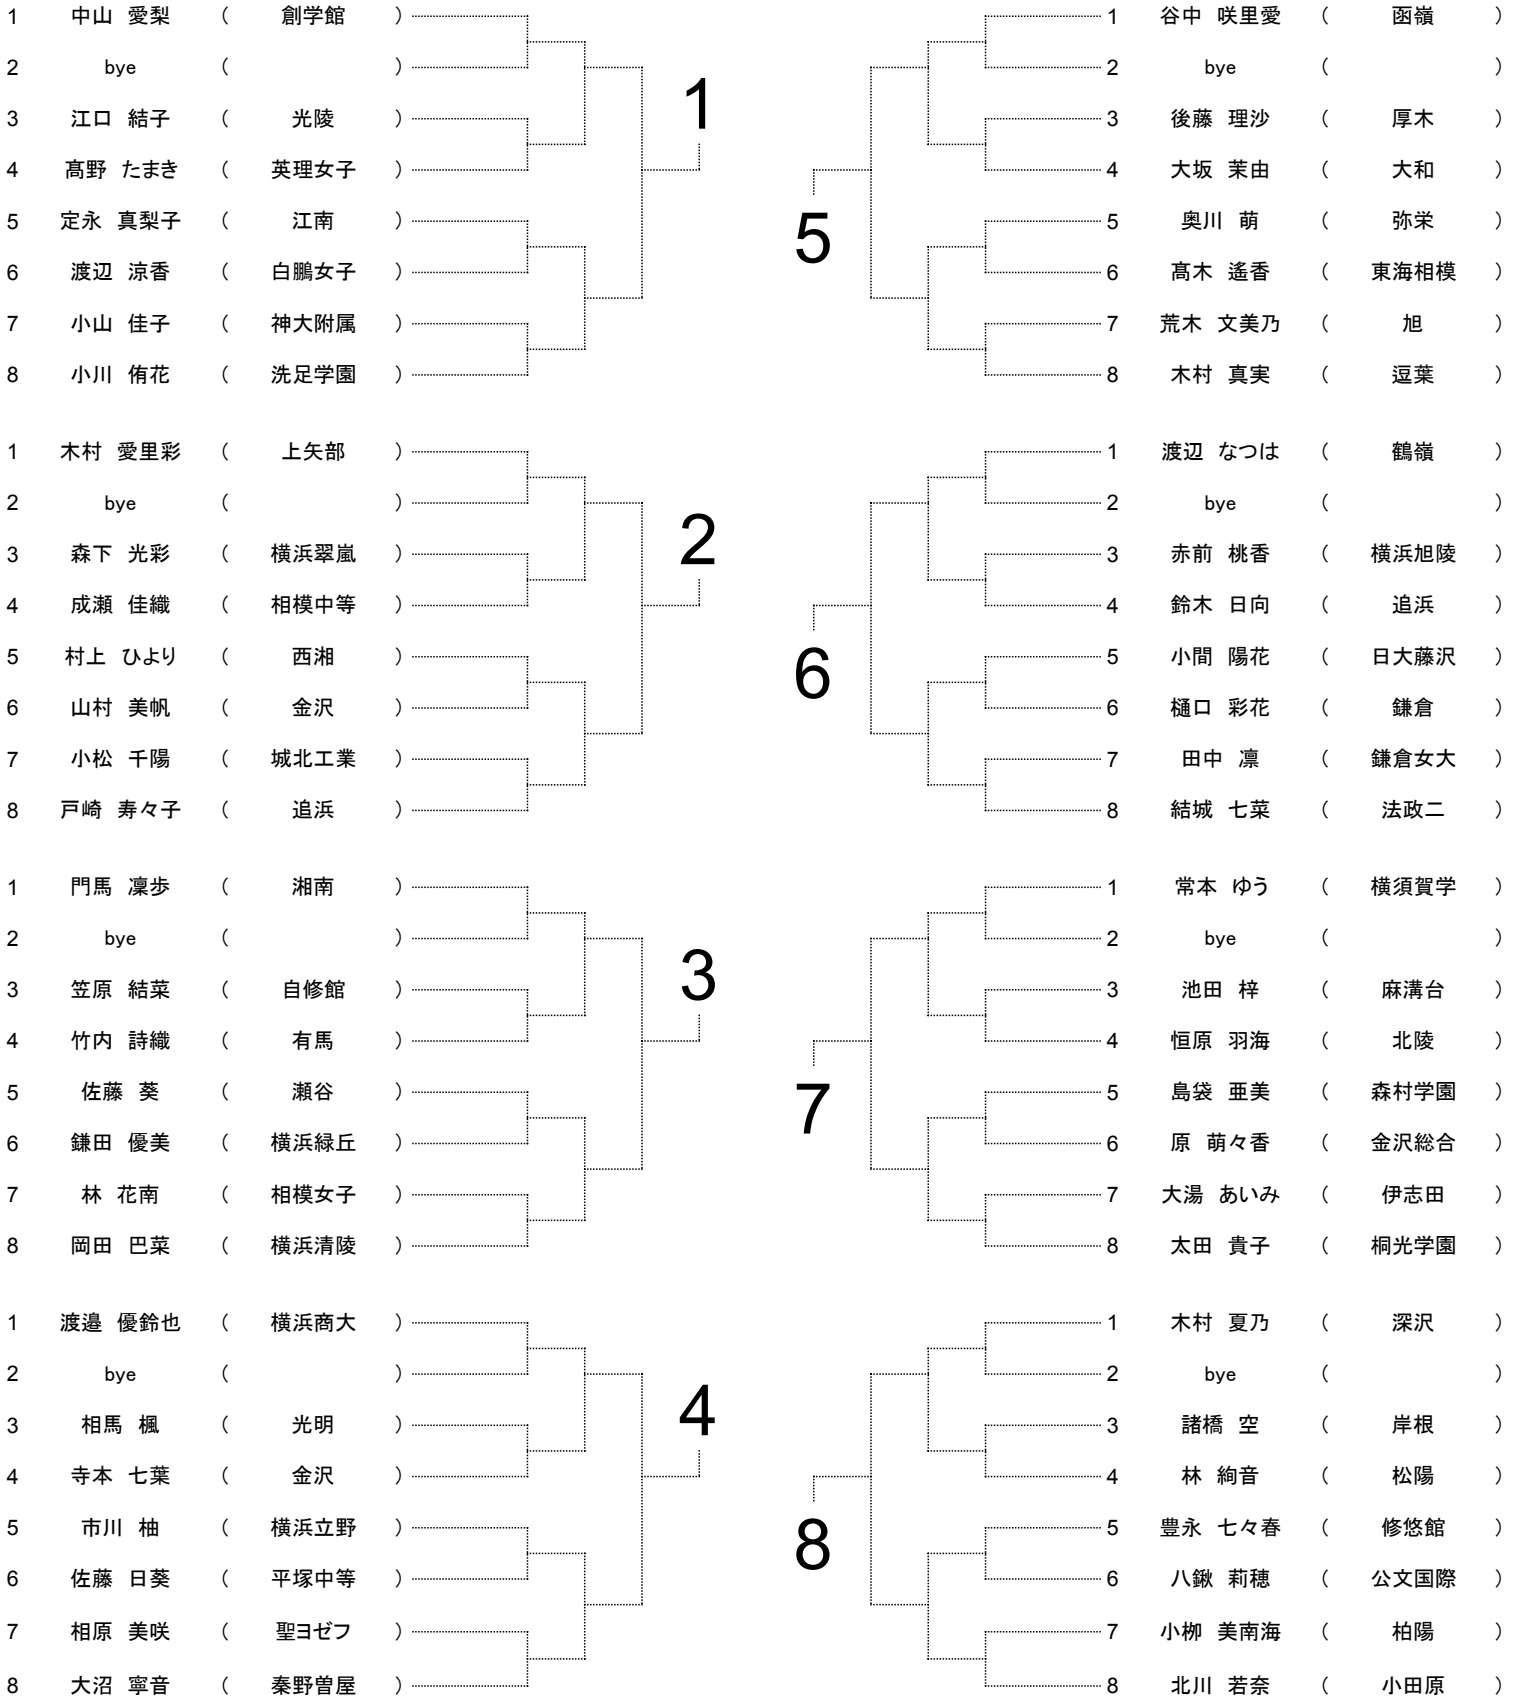 1 中山 愛梨 ( 創学館 )
2 bye ( )
3 江口 結子 ( 光陵 )
4 髙野 たまき ( 英理女子 )
5 定永 真梨子 ( 江南 )
6 渡辺 涼香 ( 白鵬女子 )
7 小山 佳子 ( 神大附属 )
8 小川 侑花 ( 洗足学園 )
1
1 木村 愛里彩 ( 上矢部 )
2 bye ( )
3 森下 光彩 ( 横浜翠嵐 )
4 成瀬 佳織 ( 相模中等 )
5 村上 ひより ( 西湘 )
6 山村 美帆 ( 金沢 )
7 小松 千陽 ( 城北工業 )
8 戸崎 寿々子 ( 追浜 )
2
1 門馬 凜歩 ( 湘南 )
2 bye ( )
3 笠原 結菜 ( 自修館 )
4 竹内 詩織 ( 有馬 )
5 佐藤 葵 ( 瀬谷 )
6 鎌田 優美 ( 横浜緑丘 )
7 林 花南 ( 相模女子 )
8 岡田 巴菜 ( 横浜清陵 )
3
1 渡邉 優鈴也 ( 横浜商大 )
2 bye ( )
3 相馬 楓 ( 光明 )
4 寺本 七葉 ( 金沢 )
5 市川 柚 ( 横浜立野 )
6 佐藤 日葵 ( 平塚中等 )
7 相原 美咲 ( 聖ヨゼフ )
8 大沼 寧音 ( 秦野曽屋 )
4
1 谷中 咲里愛 ( 函嶺 )
2 bye ( )
3 後藤 理沙 ( 厚木 )
4 大坂 茉由 ( 大和 )
5 奥川 萌 ( 弥栄 )
6 髙木 遙香 ( 東海相模 )
7 荒木 文美乃 ( 旭 )
8 木村 真実 ( 逗葉 )
5
1 渡辺 なつは ( 鶴嶺 )
2 bye ( )
3 赤前 桃香 ( 横浜旭陵 )
4 鈴木 日向 ( 追浜 )
5 小間 陽花 ( 日大藤沢 )
6 樋口 彩花 ( 鎌倉 )
7 田中 凛 ( 鎌倉女大 )
8 結城 七菜 ( 法政二 )
6
1 常本 ゆう ( 横須賀学 )
2 bye ( )
3 池田 梓 ( 麻溝台 )
4 恒原 羽海 ( 北陵 )
5 島袋 亜美 ( 森村学園 )
6 原 萌々香 ( 金沢総合 )
7 大湯 あいみ ( 伊志田 )
8 太田 貴子 ( 桐光学園 )
7
1 木村 夏乃 ( 深沢 )
2 bye ( )
3 諸橋 空 ( 岸根 )
4 林 絢音 ( 松陽 )
5 豊永 七々春 ( 修悠館 )
6 八鍬 莉穂 ( 公文国際 )
7 小栁 美南海 ( 柏陽 )
8 北川 若奈 ( 小田原 )
8